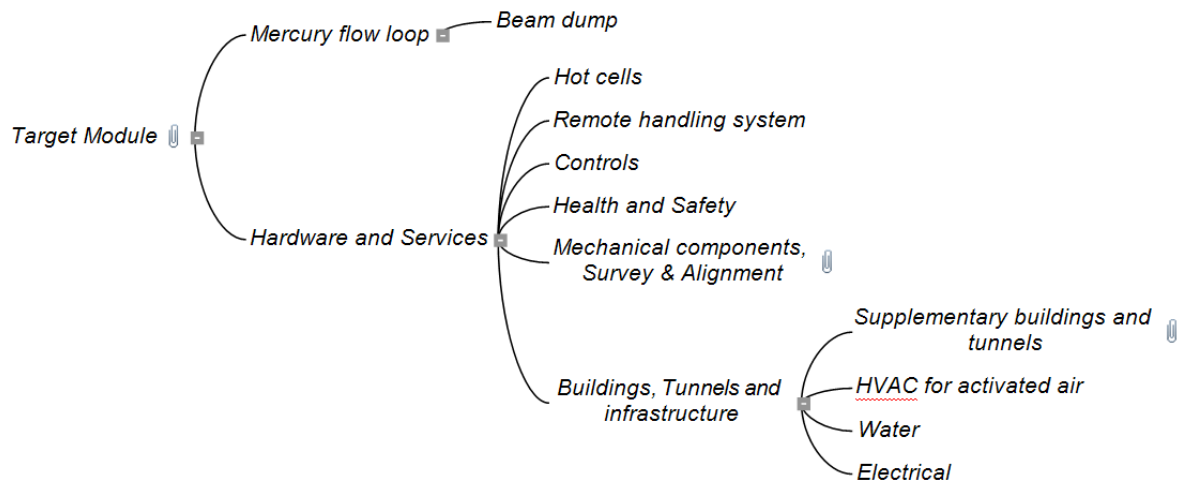 Beam dump
Mercury flow loop
Hot cells
Remote handling system
Target Module
Controls
Health and Safety
Hardware and Services
Mechanical components,
Survey & Alignment
Supplementary buildings and
tunnels
Buildings, Tunnels and
infrastructure
HVAC for activated air
Water
Electrical